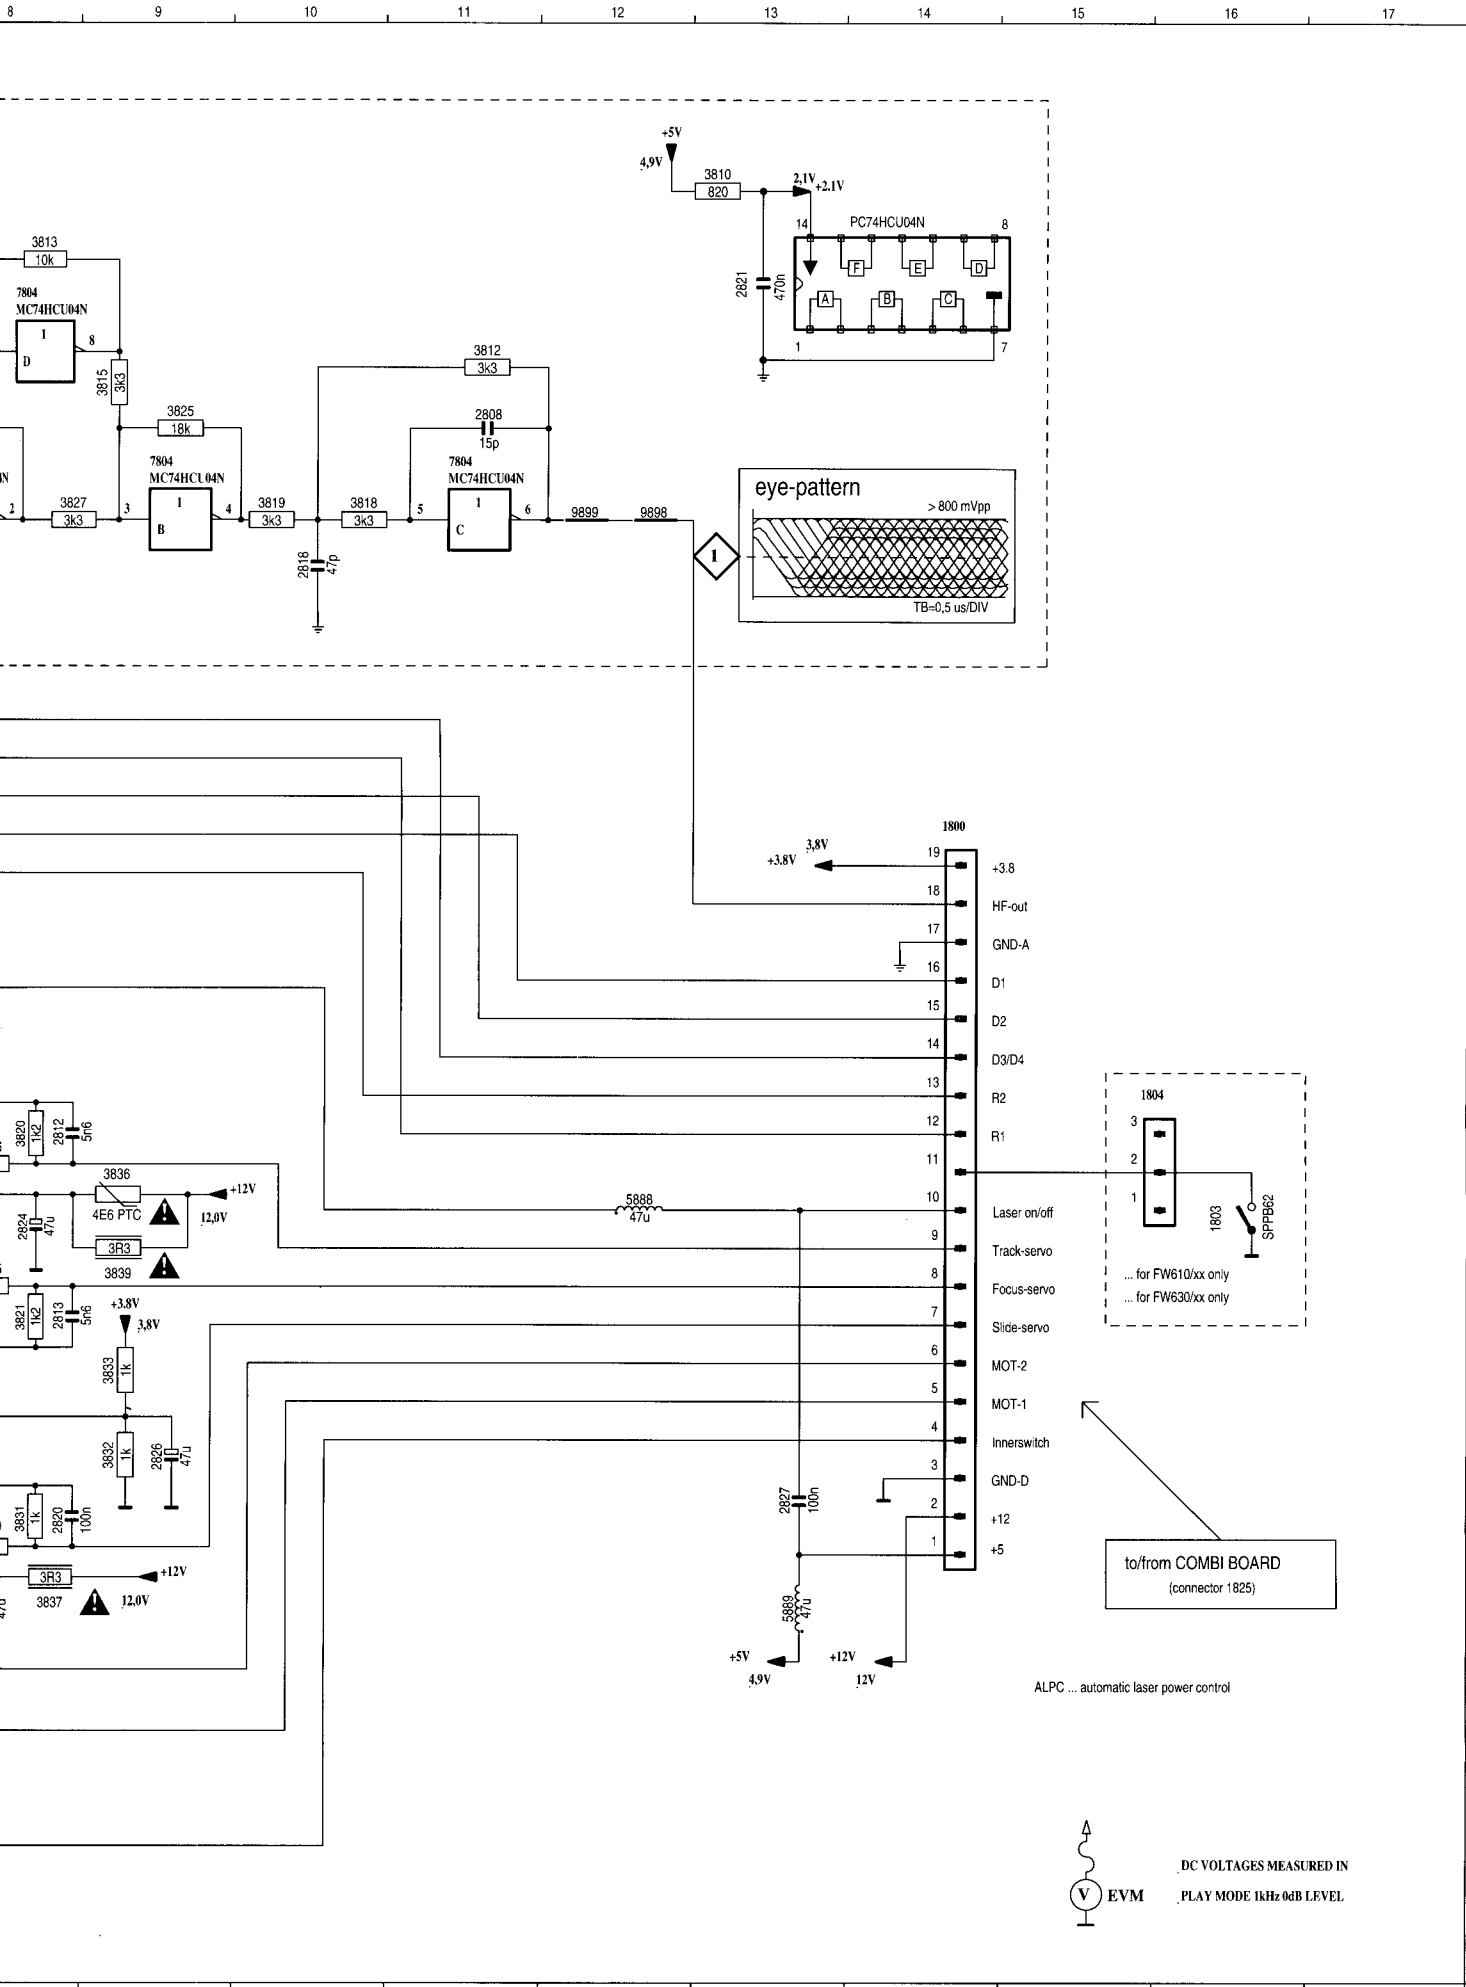 8 9 10 11 12 13 14 15 16 17
+5V
4,9V
3810
820
2,1V
+2.1V
14
PC74HCU04N
8
F E D
A B C
2821
470n
1
7
3813
10k
7804
MC74HCU04N
1
8
D
3815
3k3
3812
3k3
3825
18k
2808
15p
7804
MC74HCU04N
7804
MC74HCU04N
2
3827
3k3
3
1
B
4
3819
3k3
3818
3k3
5
1
C
6
9899
9898
2818
47p
eye-pattern
> 800 mVpp
1
TB=0,5 us/DIV
1800
3,8V
+3.8V
19
+3.8
18
HF-out
17
GND-A
16
D1
15
D2
14
D3/D4
13
R2
12
R1
11
10
Laser on/off
9
Track-servo
8
Focus-servo
7
Slide-servo
6
MOT-2
5
MOT-1
4
Innerswitch
3
GND-D
2
+12
1
+5
1804
3
2
1
1803
SPPB62
... for FW610/xx only
... for FW630/xx only
3820
1k2
2812
5n6
3836
4E6 PTC
+12V
12,0V
2824
47u
3R3
3839
5888
47u
3821
1k2
2813
5n6
+3.8V
3,8V
3833
1k
3832
1k
2826
47u
3831
1k
2820
100n
3R3
3837
+12V
12,0V
47u
2827
100n
5889
47u
+5V
4,9V
+12V
12V
to/from COMBI BOARD
(connector 1825)
ALPC ... automatic laser power control
V
EVM
DC VOLTAGES MEASURED IN
PLAY MODE 1kHz 0dB LEVEL